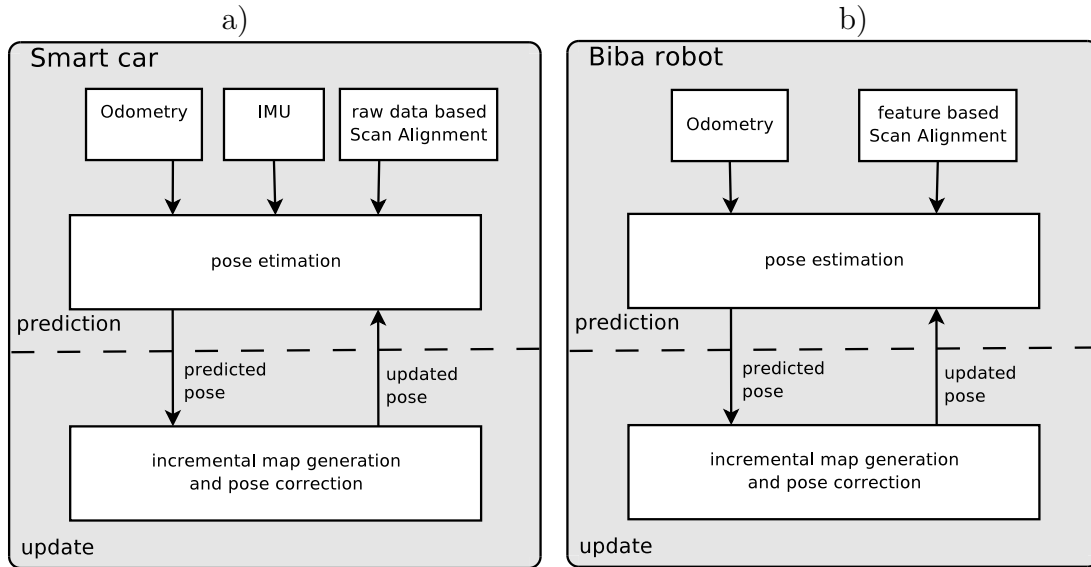 a)
Smart car
Odometry
IMU
raw data based
Scan Alignment
pose etimation
prediction
predicted
pose
updated
pose
incremental map generation
and pose correction
update
b)
Biba robot
Odometry
feature based
Scan Alignment
pose estimation
prediction
predicted
pose
updated
pose
incremental map generation
and pose correction
update